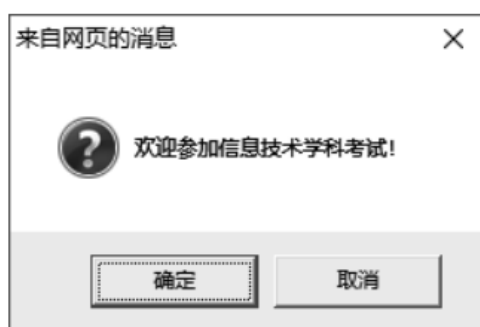 来自网页的消息
欢迎参加信息技术学科考试!
确定
取消